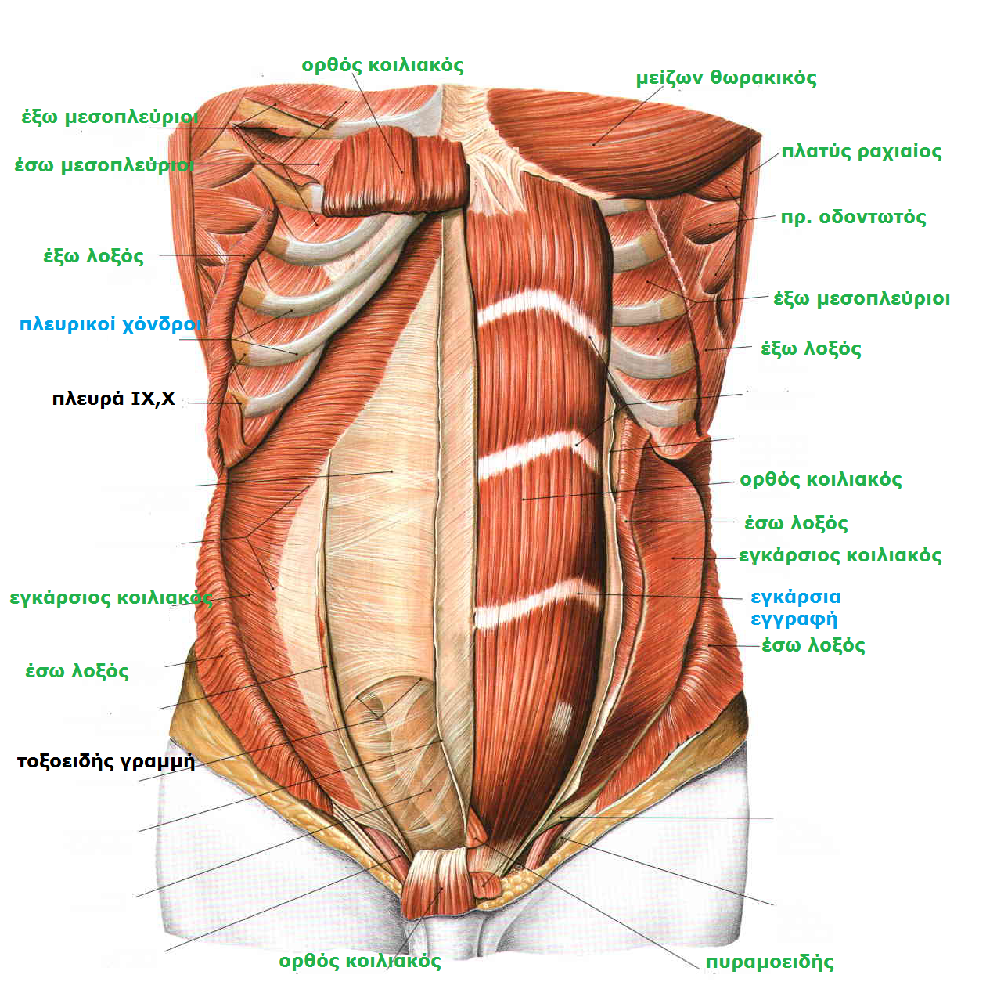 ορθός κοιλιακός
μείζων θωρακικός
έξω μεσοπλεύριοι
πλατύς ραχιαίος
έσω μεσοπλεύριοι
πρ. οδοντωτός
έξω λοξός
έξω μεσοπλεύριοι
πλευρικοί χόνδροι
έξω λοξός
πλευρά IX,X
ορθός κοιλιακός
έσω λοξός
εγκάρσιος κοιλιακός
εγκάρσιος κοιλιακός
εγκάρσια
εγγραφή
έσω λοξός
έσω λοξός
τοξοειδής γραμμή
ορθός κοιλιακός
πυραμοειδής